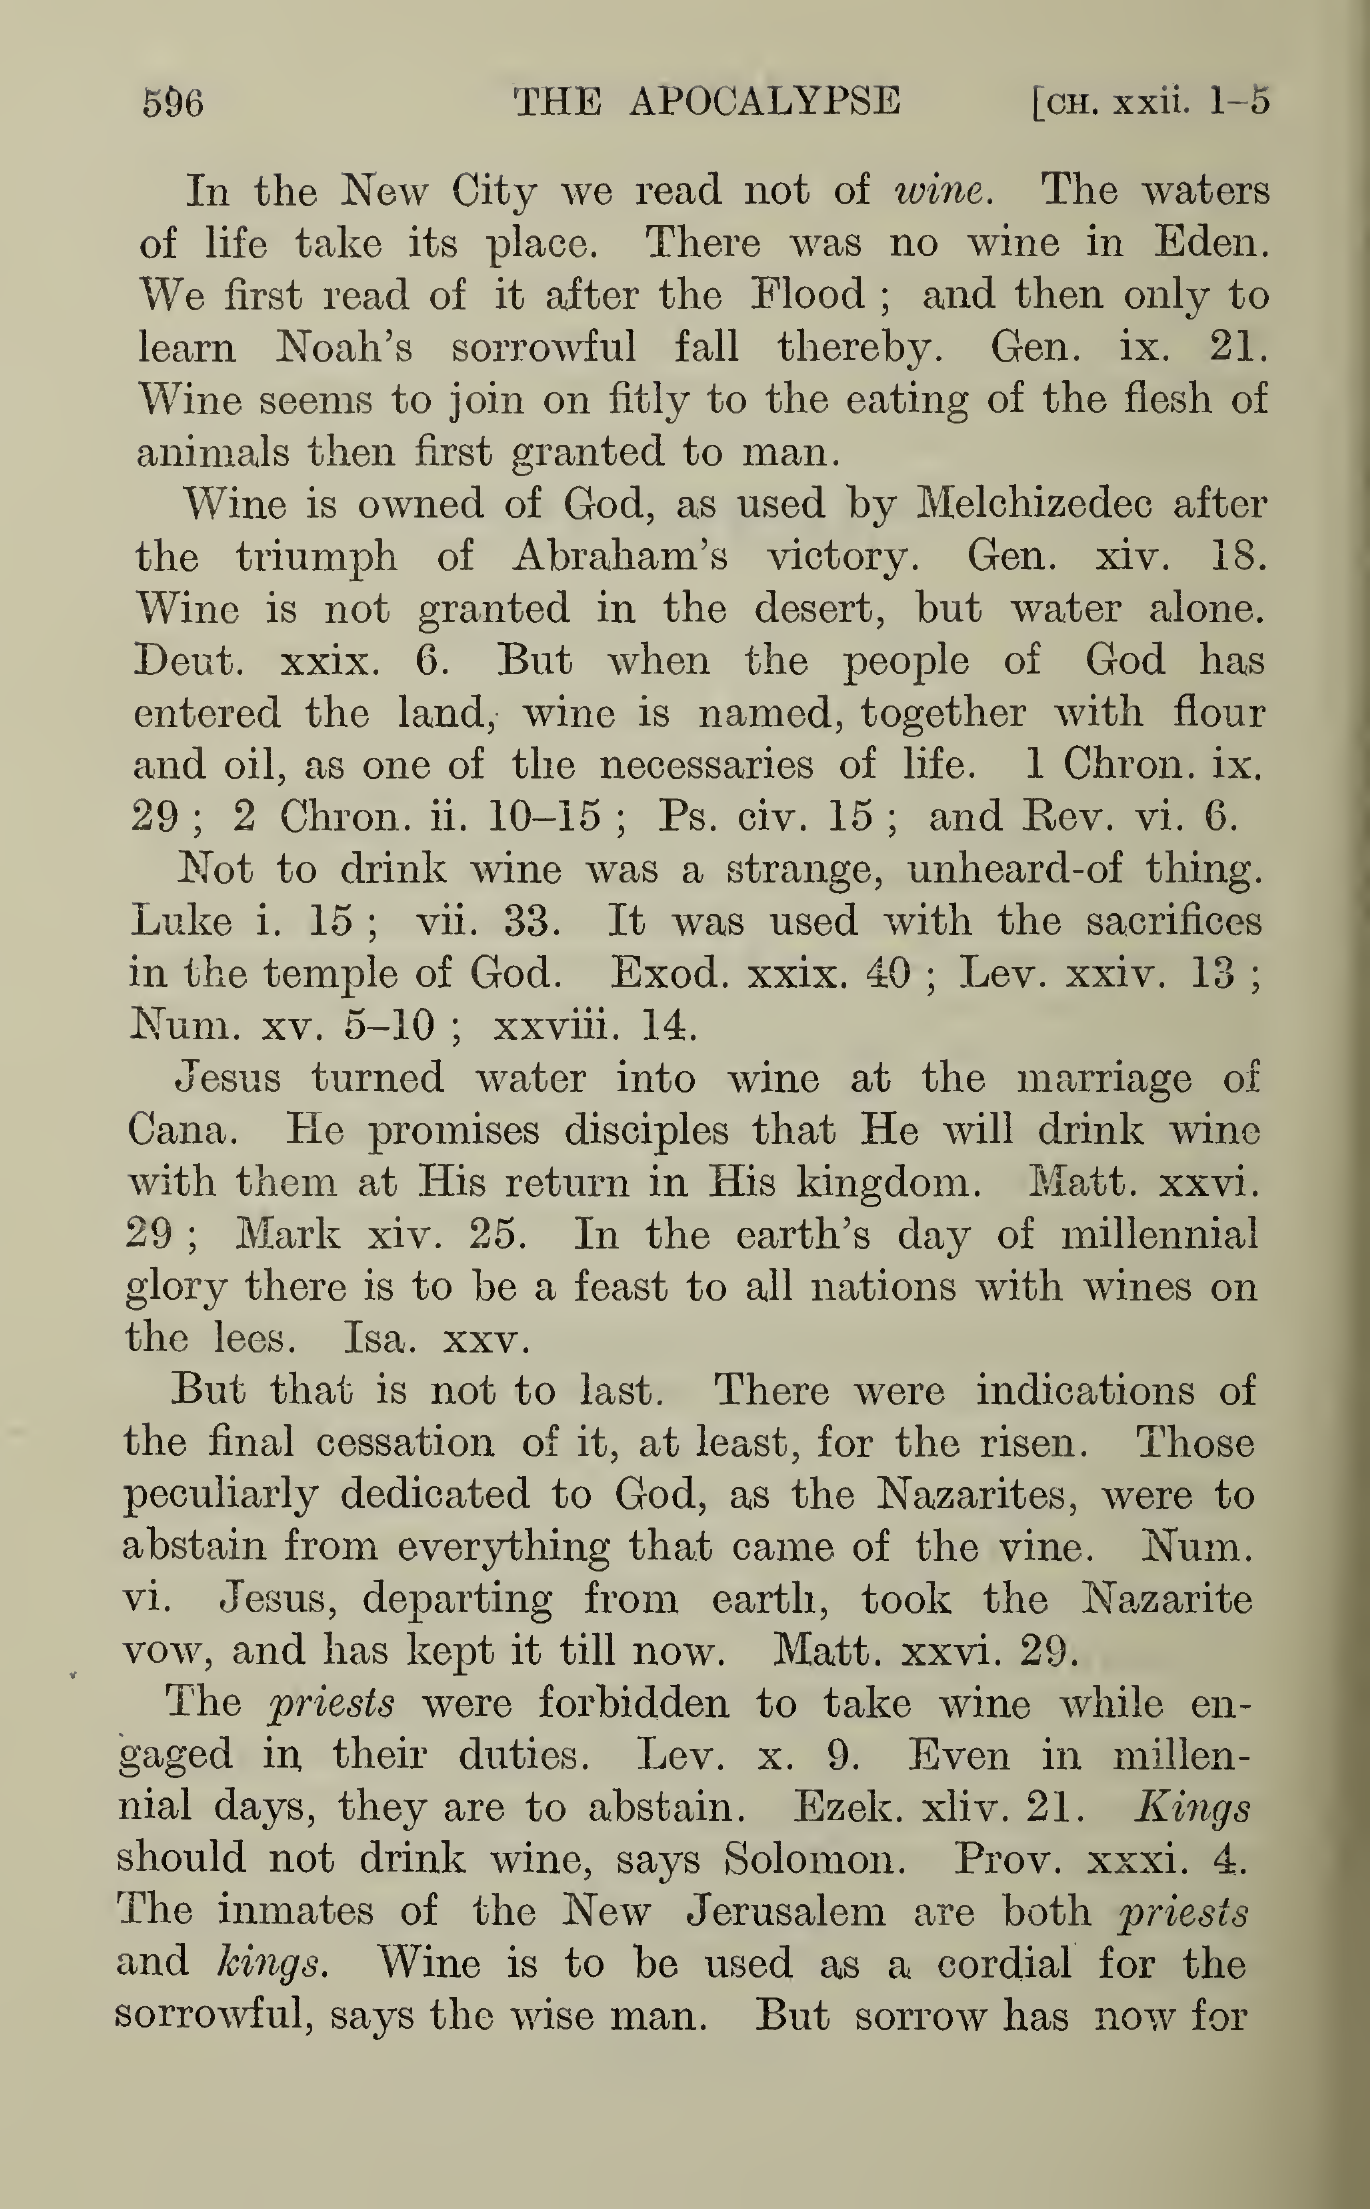 596 THE APOCALYPSE [CH. xxii. 1–5
In the New City we read not of wine. The waters
of life take its place. There was no wine in Eden.
We first read of it after the Flood ; and then only to
learn Noah's sorrowful fall thereby. Gen. ix. 21.
Wine seems to join on fitly to the eating of the flesh of
animals then first granted to man.
Wine is owned of God, as used by Melchizedec after
the triumph of Abraham's victory. Gen. xiv. 18.
Wine is not granted in the desert, but water alone.
Deut. xxix. 6. But when the people of God has
entered the land, wine is named, together with flour
and oil, as one of the necessaries of life. 1 Chron. ix.
29 ; 2 Chron. ii. 10–15 ; Ps. civ. 15 ; and Rev. vi. 6.
Not to drink wine was a strange, unheard-of thing.
Luke i. 15 ; vii. 33. It was used with the sacrifices
in the temple of God. Exod. xxix. 40 ; Lev. xxiv. 13 ;
Num. xv. 5–10 ; xxviii. 14.
Jesus turned water into wine at the marriage of
Cana. He promises disciples that He will drink wine
with them at His return in His kingdom. Matt. xxvi.
29 ; Mark xiv. 25. In the earth's day of millennial
glory there is to be a feast to all nations with wines on
the lees. Isa. xxv.
But that is not to last. There were indications of
the final cessation of it, at least, for the risen. Those
peculiarly dedicated to God, as the Nazarites, were to
abstain from everything that came of the vine. Num.
vi. Jesus, departing from earth, took the Nazarite
vow, and has kept it till now. Matt. xxvi. 29.
The priests were forbidden to take wine while en-
gaged in their duties. Lev. x. 9. Even in millen-
nial days, they are to abstain. Ezek. xliv. 21. Kings
should not drink wine, says Solomon. Prov. xxxi. 4.
The inmates of the New Jerusalem are both priests
and kings. Wine is to be used as a cordial for the
sorrowful, says the wise man. But sorrow has now for